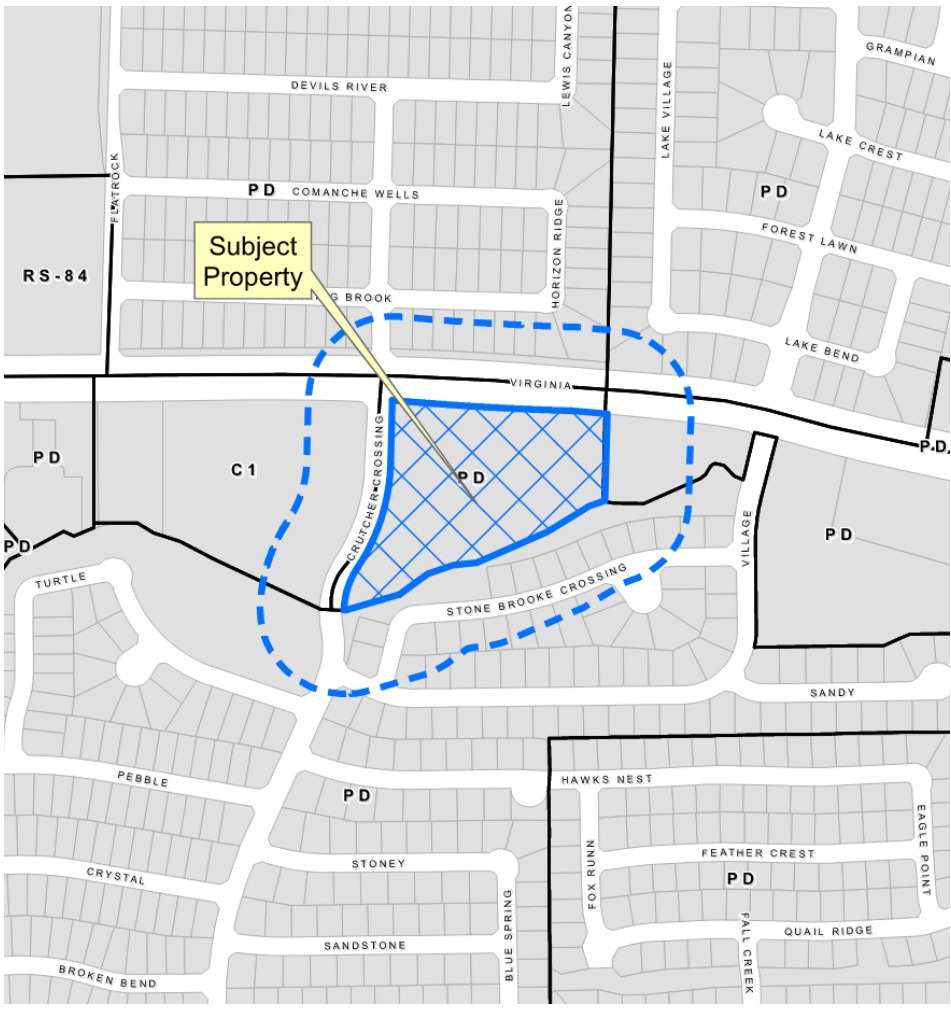 GRAMPIAN
LEWIS CANYON
DEVILS RIVER
LAKE VILLAGE
LAKE CREST
FLATROCK
PD
COMANCHE WELLS
PD
HORIZON RIDGE
FOREST LAWN
Subject
Property
RS-84
BROOK
LAKE BEND
VIRGINIA
CRUTCHER CROSSING
PD
C1
PD
PD
PD
PD
VILLAGE
TURTLE
STONE BROOKE CROSSING
SANDY
PEBBLE
PD
HAWKS NEST
EAGLE POINT
FOX RUNN
FEATHER CREST
STONEY
CRYSTAL
PD
BLUE SPRING
FALL CREEK
QUAIL RIDGE
SANDSTONE
BROKEN BEND